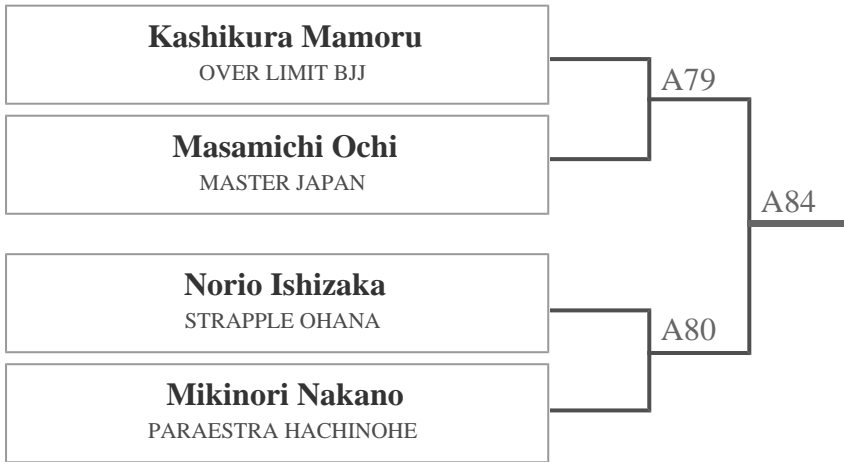 Kashikura Mamoru
OVER LIMIT BJJ
A79
Masamichi Ochi
MASTER JAPAN
A84
Norio Ishizaka
STRAPPLE OHANA
A80
Mikinori Nakano
PARAESTRA HACHINOHE